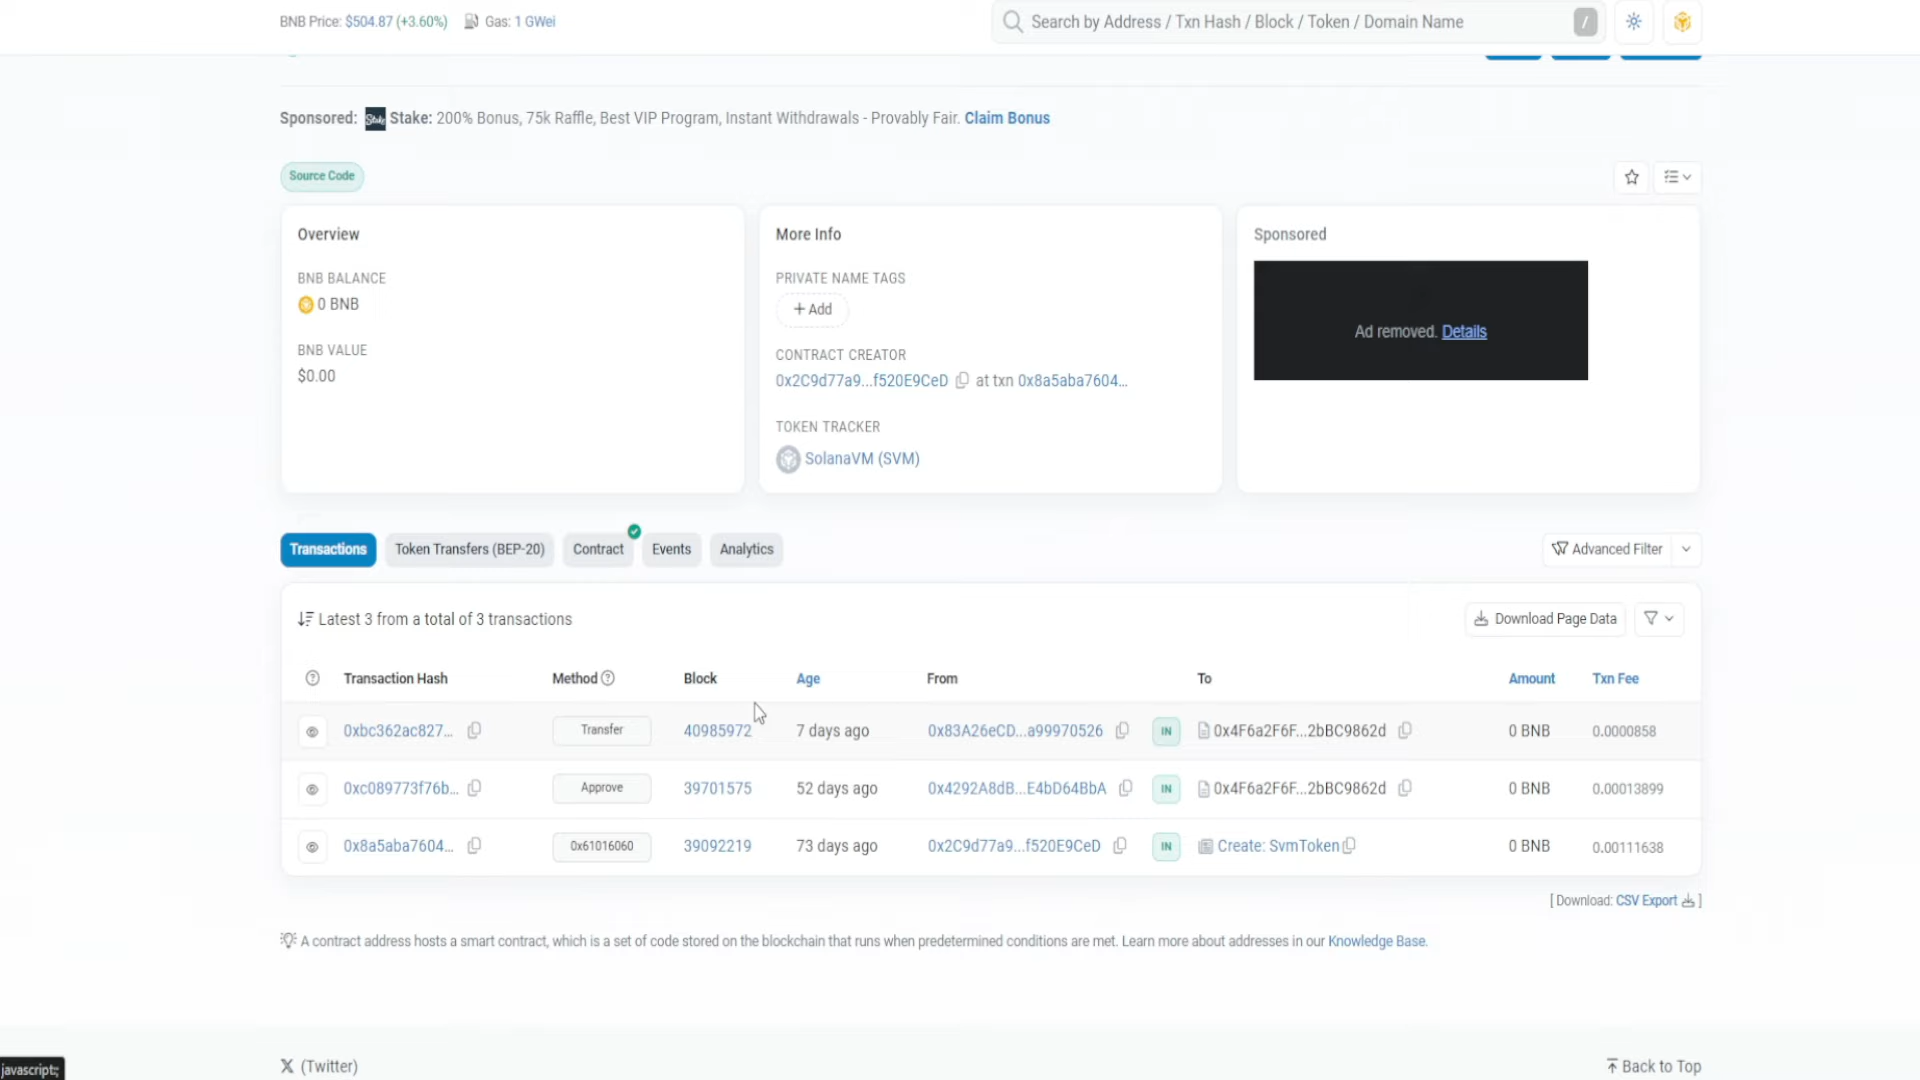 BNB Price: $504.87 (+3.60%) Gas: 1 GWei
Search by Address / Txn Hash / Block / Token / Domain Name /
Sponsored: Stake Stake: 200% Bonus, 75k Raffle, Best VIP Program, Instant Withdrawals - Provably Fair. Claim Bonus
Source Code
Overview
BNB BALANCE
0 BNB
BNB VALUE
$0.00
More Info
PRIVATE NAME TAGS
+ Add
CONTRACT CREATOR
0x2C9d77a9...f520E9CeD at txn 0x8a5aba7604...
TOKEN TRACKER
SolanaVM (SVM)
Sponsored
Ad removed. Details
Transactions Token Transfers (BEP-20) Contract Events Analytics
Advanced Filter
Latest 3 from a total of 3 transactions
Download Page Data
Transaction Hash Method Block Age From To Amount Txn Fee
0xbc362ac827... Transfer 40985972 7 days ago 0x83A26eCD...a99970526 IN 0x4F6a2F6F...2bBC9862d 0 BNB 0.0000858
0xc089773f76b... Approve 39701575 52 days ago 0x4292A8dB...E4bD64BbA IN 0x4F6a2F6F...2bBC9862d 0 BNB 0.00013899
0x8a5aba7604... 0x61016060 39092219 73 days ago 0x2C9d77a9...f520E9CeD IN Create: SvmToken 0 BNB 0.00111638
[ Download: CSV Export ]
A contract address hosts a smart contract, which is a set of code stored on the blockchain that runs when predetermined conditions are met. Learn more about addresses in our Knowledge Base.
X (Twitter)
Back to Top
javascript:;